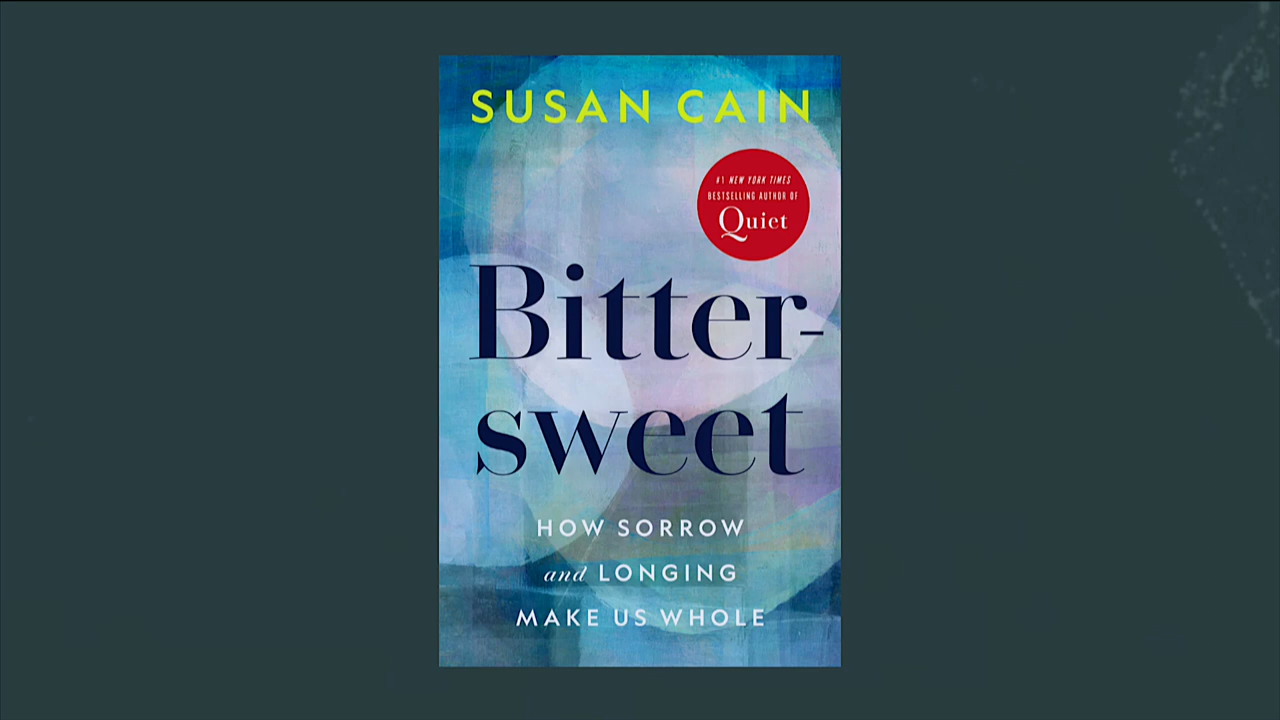 SUSAN CAIN
#1 NEW YORK TIMES
BESTSELLING AUTHOR OF
Quiet
Bitter-
sweet
HOW SORROW
and LONGING
MAKE US WHOLE